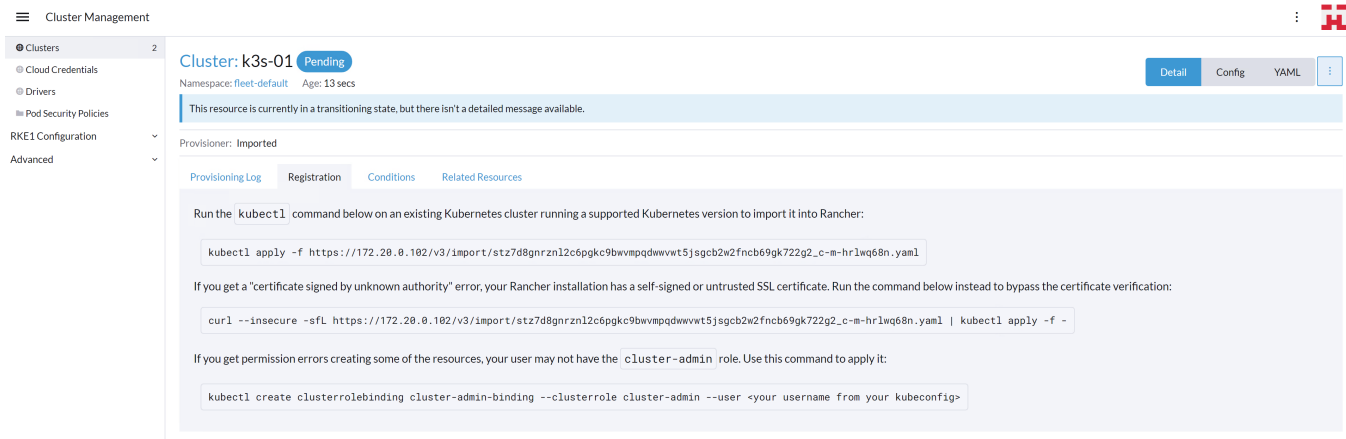 Cluster Management
Clusters 2
Cloud Credentials
Drivers
Pod Security Policies
RKE1 Configuration
Advanced
Cluster: k3s-01 Pending
Namespace: fleet-default Age: 13 secs
Detail Config YAML
This resource is currently in a transitioning state, but there isn't a detailed message available.
Provisioner: Imported
Provisioning Log Registration Conditions Related Resources
Run the kubectl command below on an existing Kubernetes cluster running a supported Kubernetes version to import it into Rancher:
kubectl apply -f https://172.20.0.102/v3/import/stz7d8gnrznl2c6pgkc9bwvmpqdwwvwt5jsgcb2w2fncb69gk722g2_c-m-hrlwq68n.yaml
If you get a "certificate signed by unknown authority" error, your Rancher installation has a self-signed or untrusted SSL certificate. Run the command below instead to bypass the certificate verification:
curl --insecure -sfL https://172.20.0.102/v3/import/stz7d8gnrznl2c6pgkc9bwvmpqdwwvwt5jsgcb2w2fncb69gk722g2_c-m-hrlwq68n.yaml | kubectl apply -f -
If you get permission errors creating some of the resources, your user may not have the cluster-admin role. Use this command to apply it:
kubectl create clusterrolebinding cluster-admin-binding --clusterrole cluster-admin --user <your username from your kubeconfig>